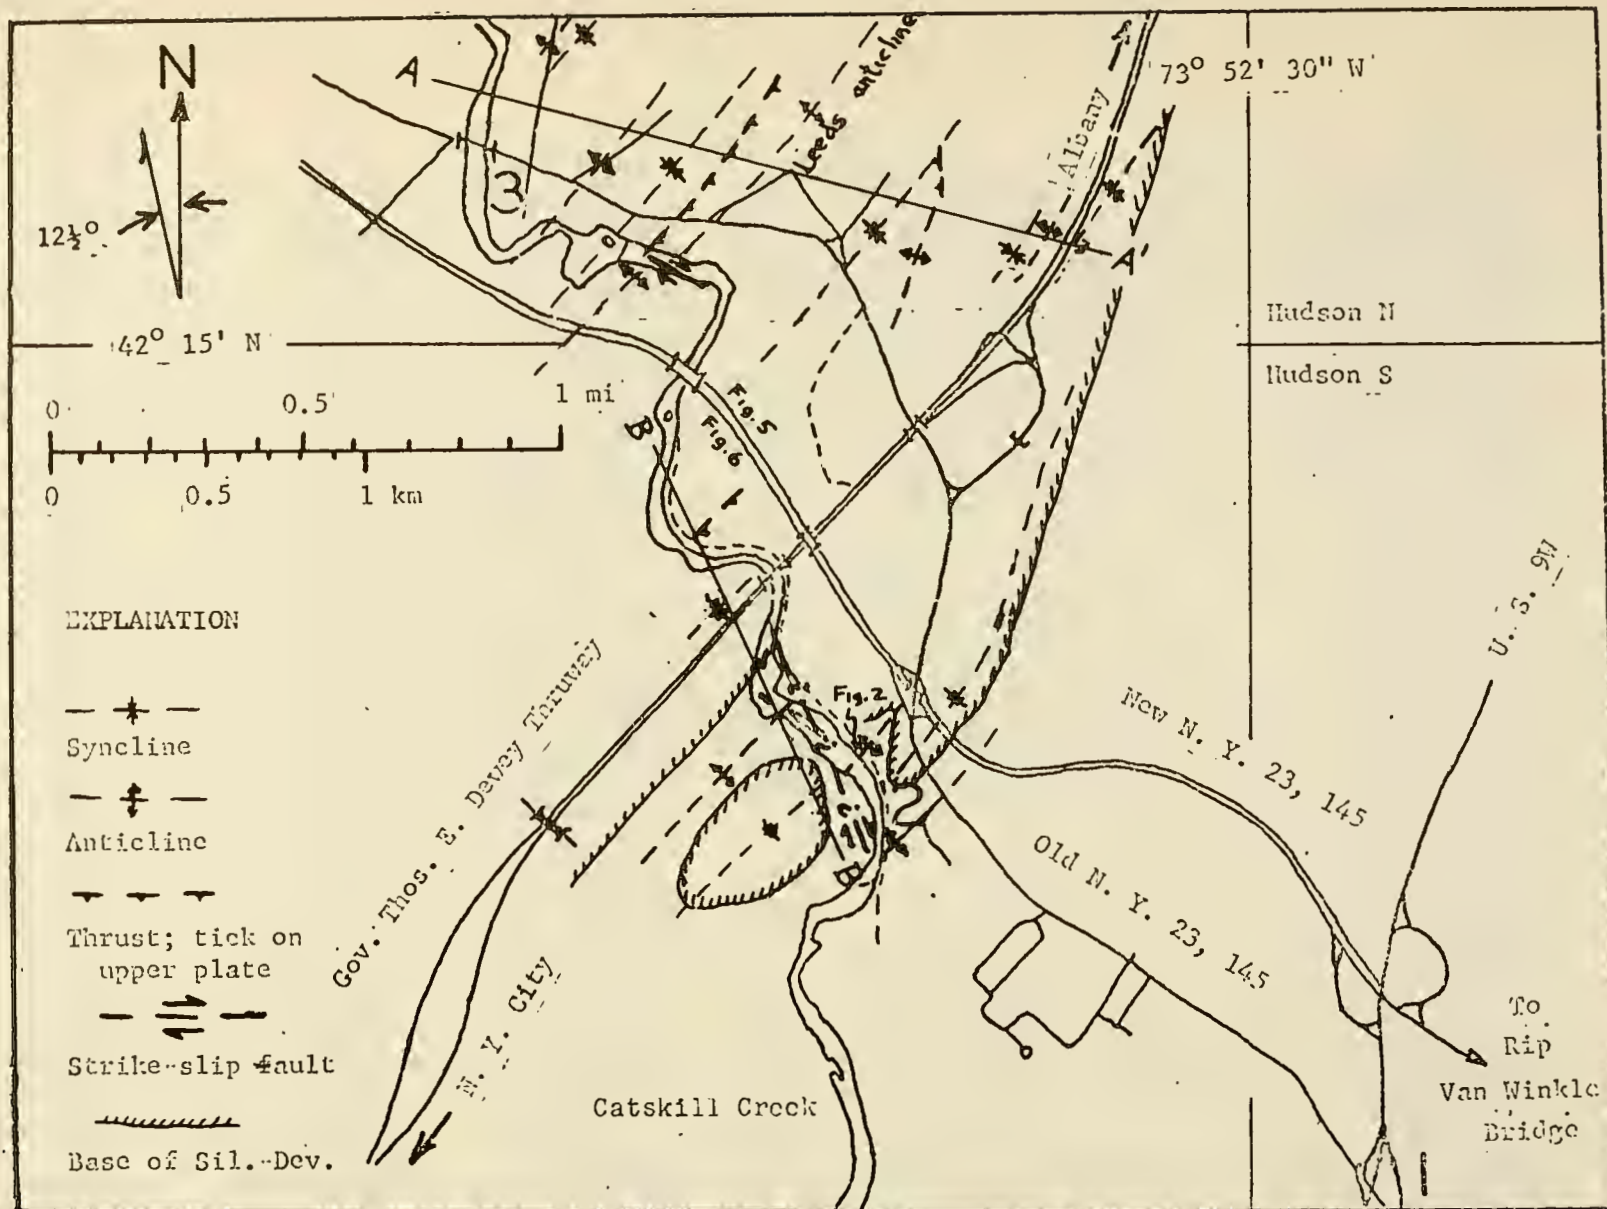 N
12½°
A
Leeds anticline
3
Albany
73° 52' 30" W
A
Hudson N
42° 15' N
Hudson S
0 0.5 1 mi
0 0.5 1 km
B
Fig. 5
Fig. 6
U. S. 9W
EXPLANATION
Syncline
Anticline
Thrust; tick on
upper plate
Strike-slip fault
Base of Sil.-Dev.
Gov. Thos. E. Dewey Thruway
N. Y. City
Fig. 2
B
New N. Y. 23, 145
Old N. Y. 23, 145
Catskill Creek
To
Rip
Van Winkle
Bridge